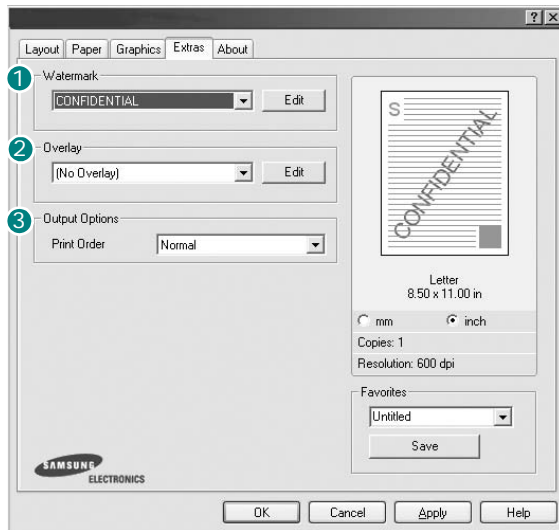 ? ×
Layout Paper Graphics Extras About
1 Watermark
CONFIDENTIAL Edit
2 Overlay
(No Overlay) Edit
3 Output Options
Print Order Normal
S
CONFIDENTIAL
Letter
8.50 x 11.00 in
mm inch
Copies: 1
Resolution: 600 dpi
Favorites
Untitled
Save
SAMSUNG
ELECTRONICS
OK Cancel Apply Help